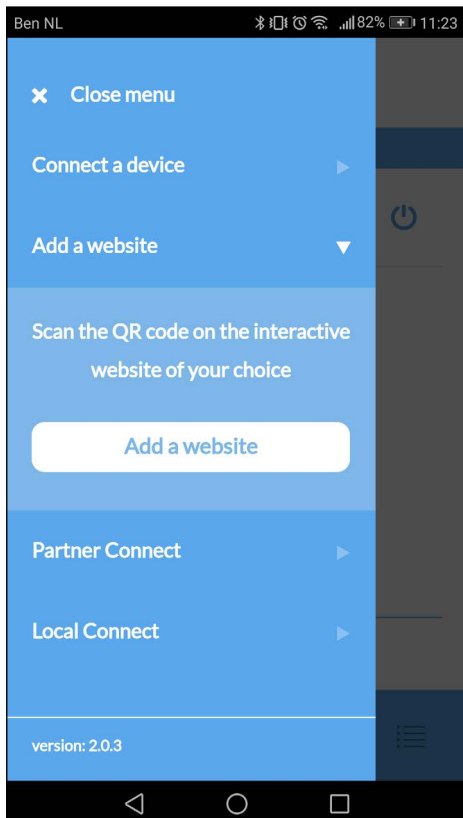 Ben NL 82% 11:23
Close menu
Connect a device
Add a website
Scan the QR code on the interactive
website of your choice
Add a website
Partner Connect
Local Connect
version: 2.0.3